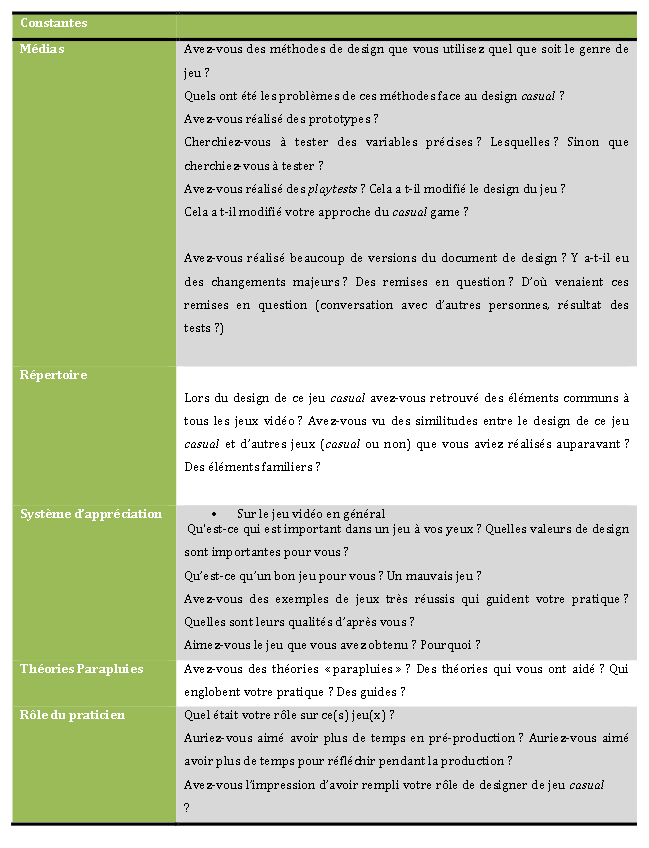 Constantes
Médias
Avez-vous des méthodes de design que vous utilisez quel que soit le genre de
jeu ?
Quels ont été les problèmes de ces méthodes face au design casual ?
Avez-vous réalisé des prototypes ?
Cherchiez-vous à tester des variables précises ? Lesquelles ? Sinon que
cherchiez-vous à tester ?
Avez-vous réalisé des playtests ? Cela a t-il modifié le design du jeu ?
Cela a t-il modifié votre approche du casual game ?
Avez-vous réalisé beaucoup de versions du document de design ? Y a-t-il eu
des changements majeurs ? Des remises en question ? D’où venaient ces
remises en question (conversation avec d’autres personnes, résultat des
tests ?)
Répertoire
Lors du design de ce jeu casual avez-vous retrouvé des éléments communs à
tous les jeux vidéo ? Avez-vous vu des similitudes entre le design de ce jeu
casual et d’autres jeux (casual ou non) que vous aviez réalisés auparavant ?
Des éléments familiers ?
Système d’appréciation
• Sur le jeu vidéo en général
Qu’est-ce qui est important dans un jeu à vos yeux ? Quelles valeurs de design
sont importantes pour vous ?
Qu’est-ce qu’un bon jeu pour vous ? Un mauvais jeu ?
Avez-vous des exemples de jeux très réussis qui guident votre pratique ?
Quelles sont leurs qualités d’après vous ?
Aimez-vous le jeu que vous avez obtenu ? Pourquoi ?
Théories Parapluies
Avez-vous des théories « parapluies » ? Des théories qui vous ont aidé ? Qui
englobent votre pratique ? Des guides ?
Rôle du praticien
Quel était votre rôle sur ce(s) jeu(x) ?
Auriez-vous aimé avoir plus de temps en pré-production ? Auriez-vous aimé
avoir plus de temps pour réfléchir pendant la production ?
Avez-vous l’impression d’avoir rempli votre rôle de designer de jeu casual
?